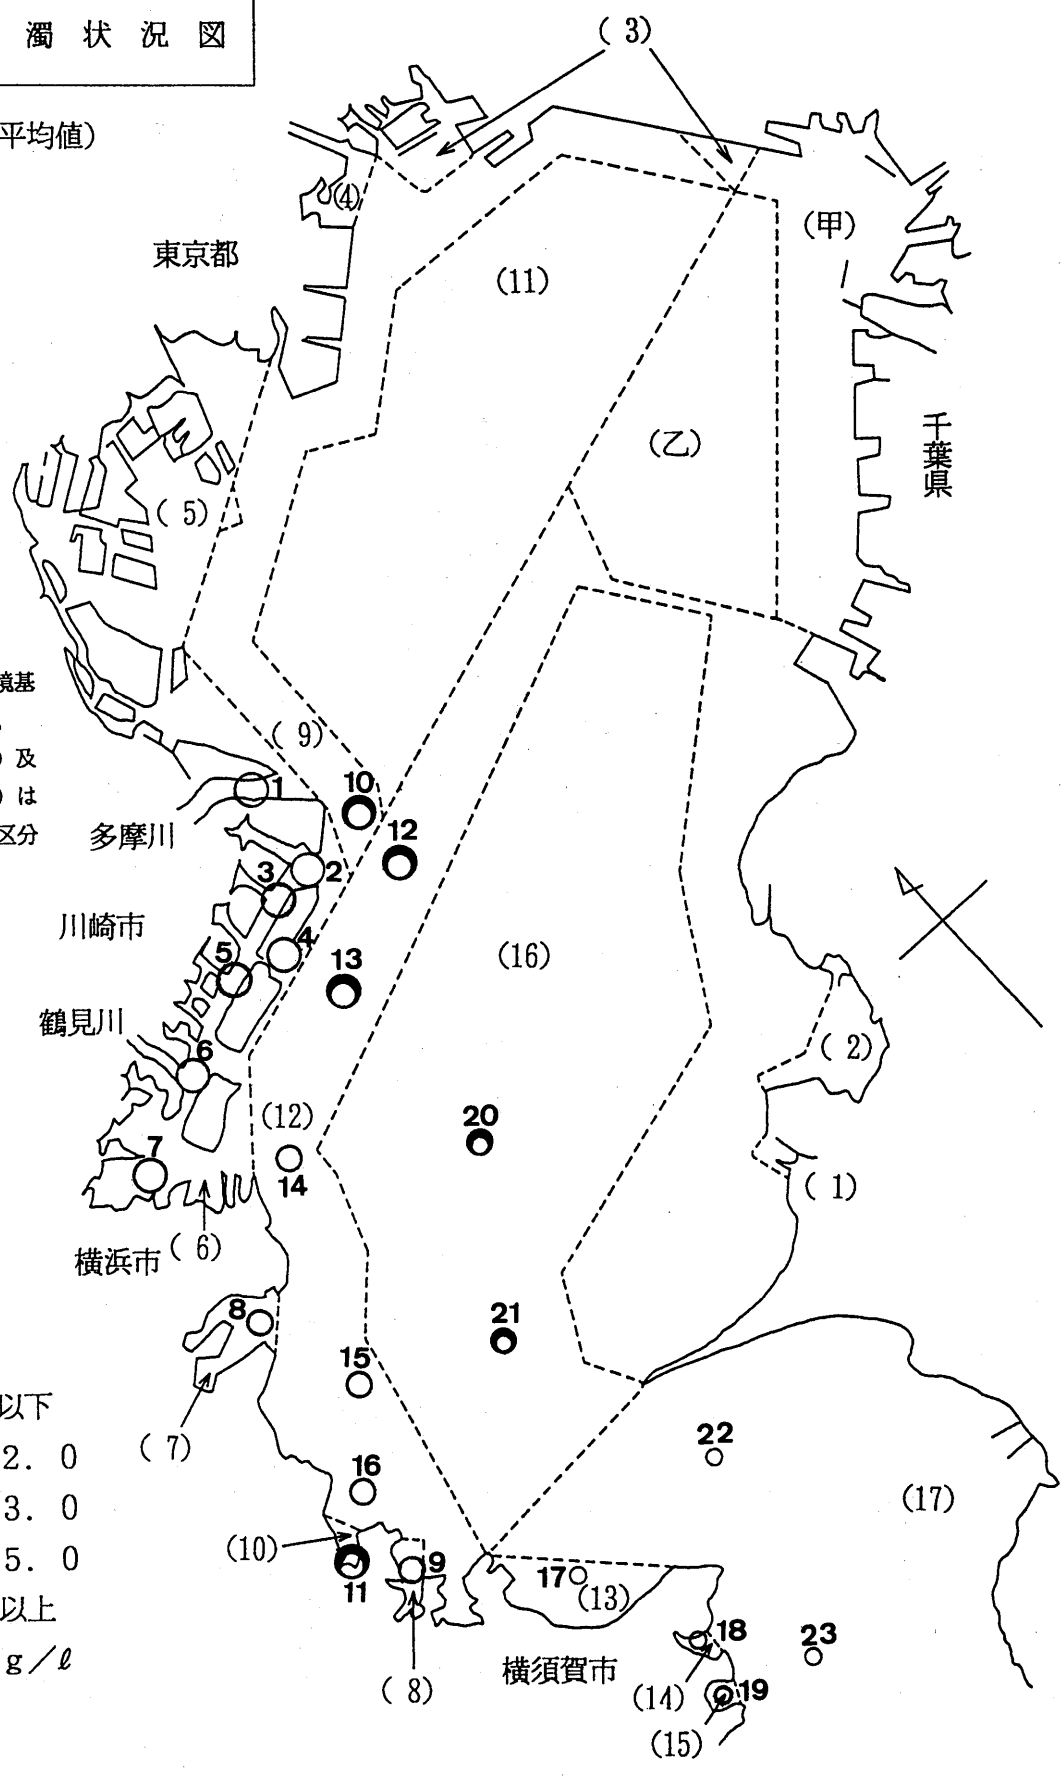 濁状況図
平均値)
( 3)
(4)
(甲)
東京都
(11)
(乙)
千葉県
( 5)
境基
( 9)
) 及
) は
区分
1
10
多摩川
12
3
2
川崎市
4
5
13
(16)
鶴見川
6
( 2)
(12)
20
7
14
( 1)
横浜市
( 6)
8
21
15
以下
( 7)
2. 0
22
16
3. 0
(17)
(10)
5. 0
11
9
17
(13)
以上
18
23
g/ℓ
横須賀市
( 8)
(14)
19
(15)